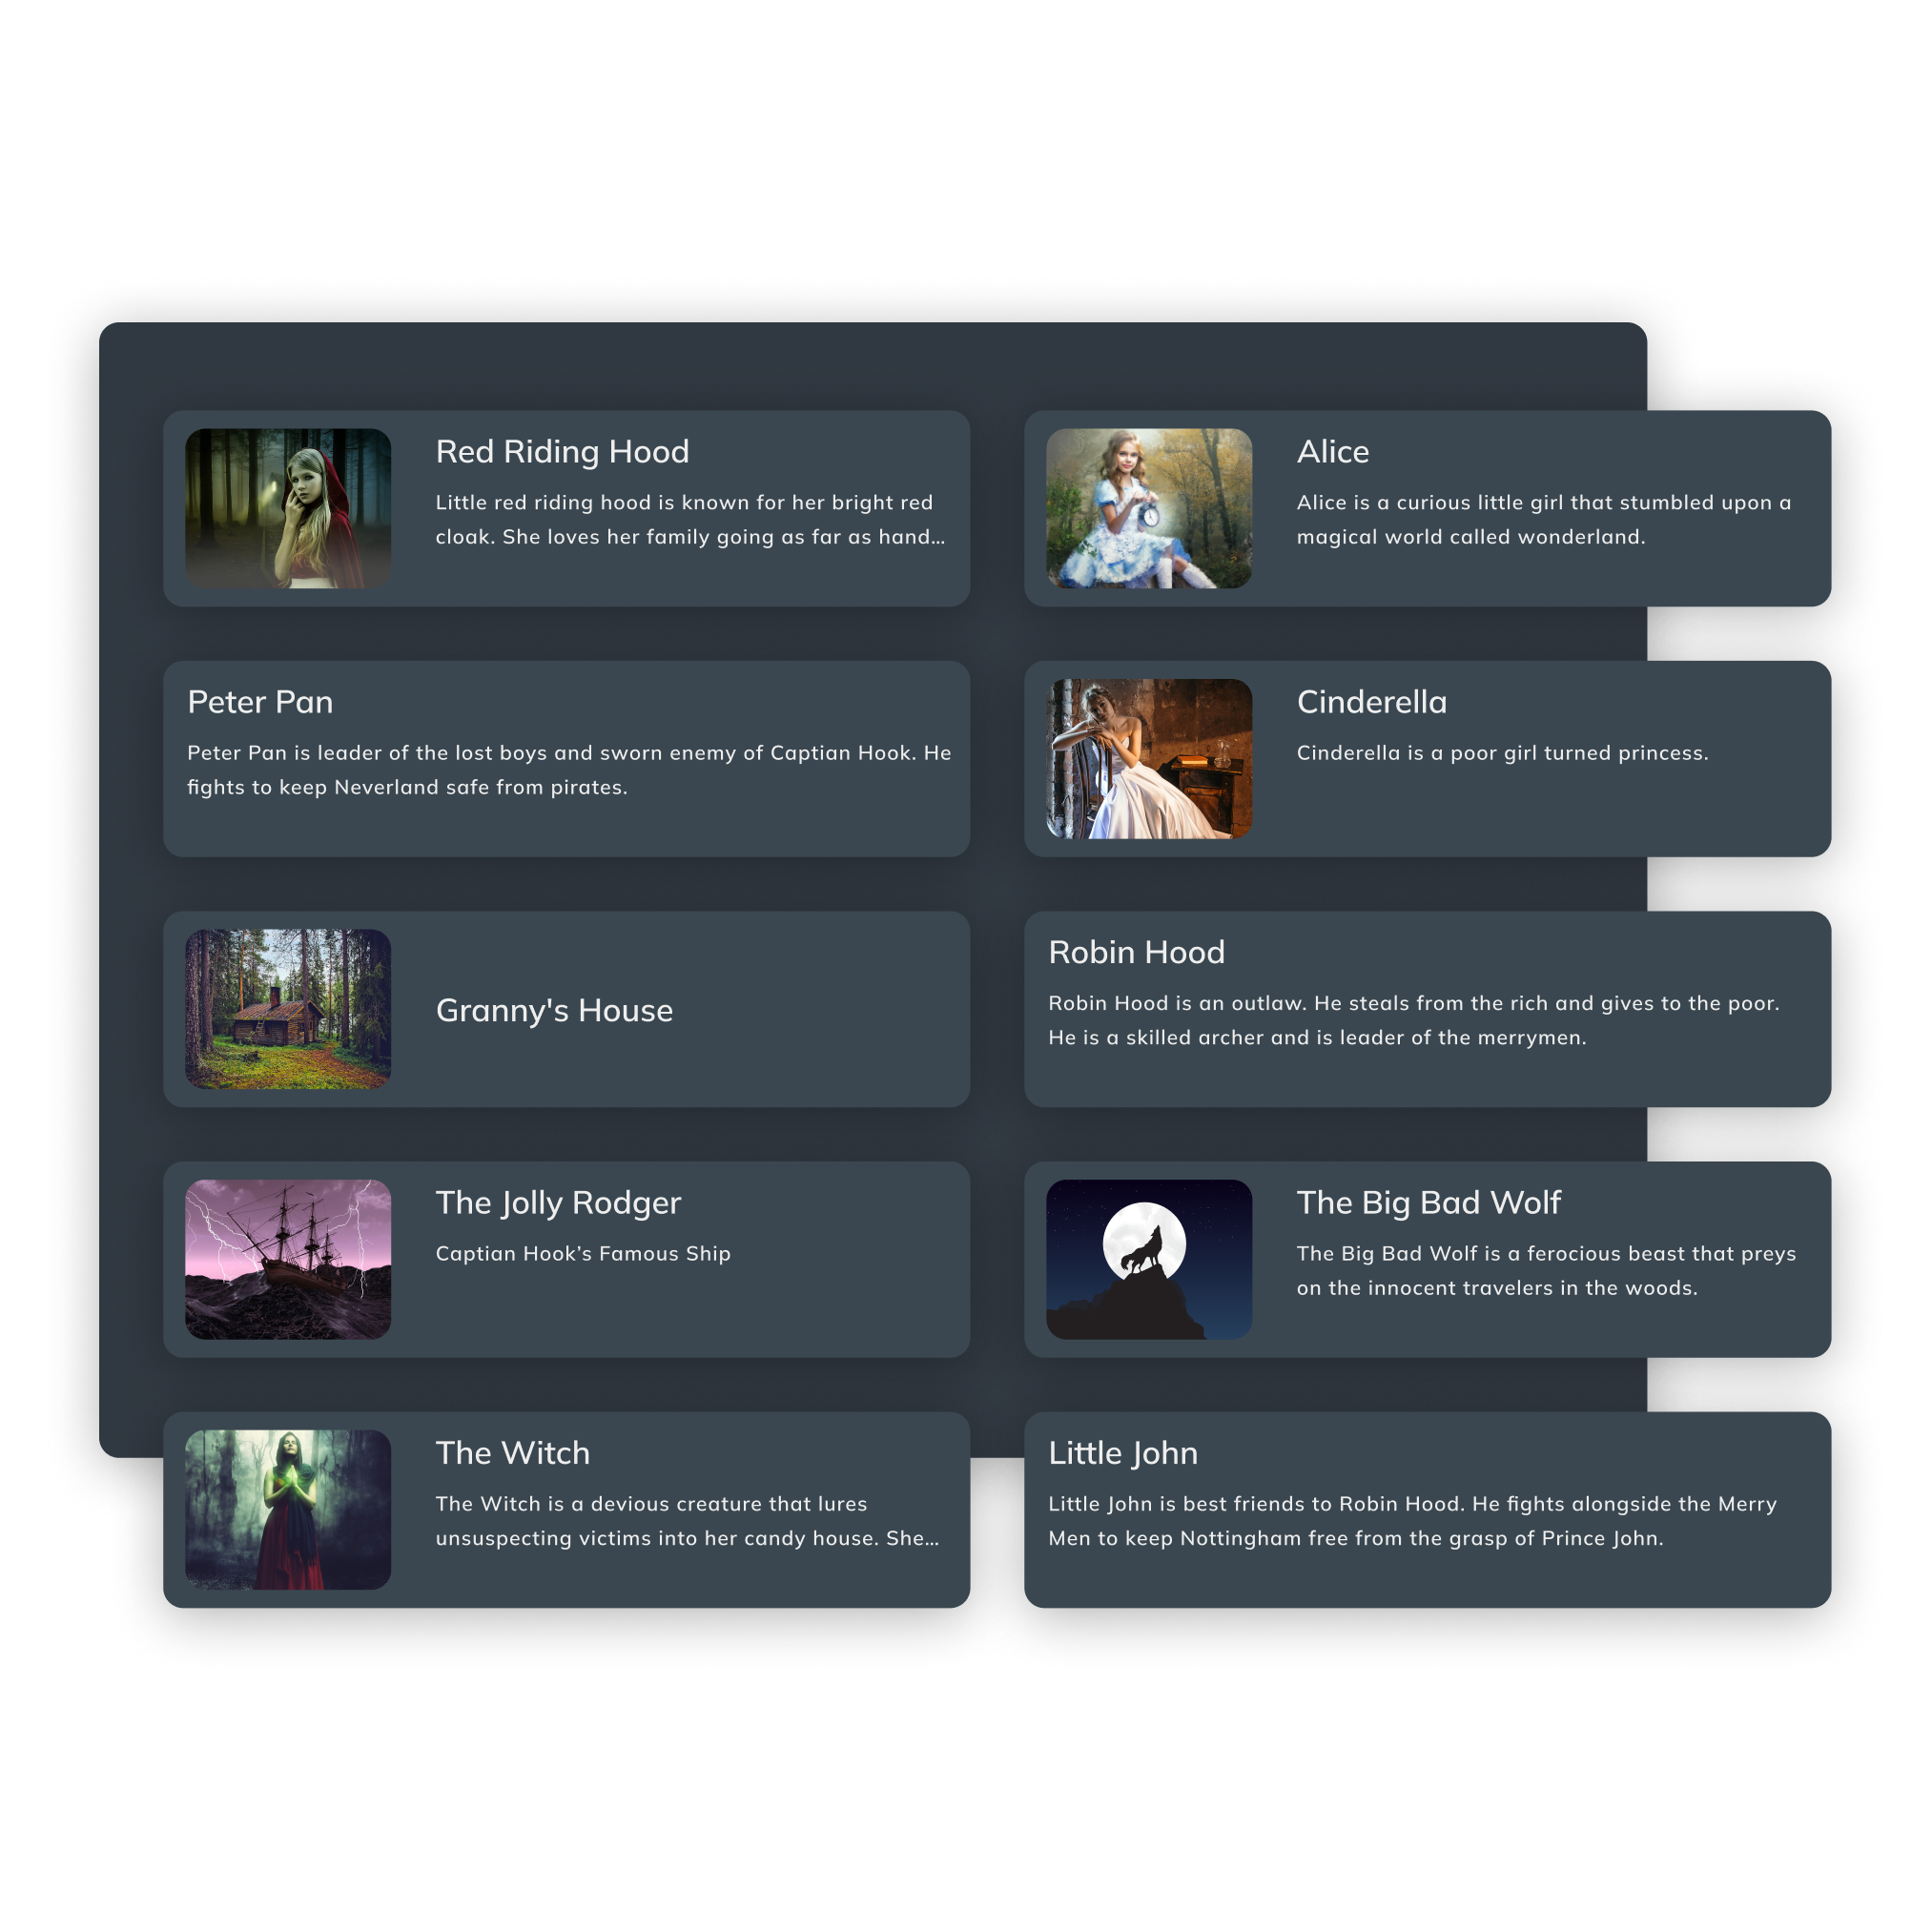 Red Riding Hood
Little red riding hood is known for her bright red
cloak. She loves her family going as far as hand...
Alice
Alice is a curious little girl that stumbled upon a
magical world called wonderland.
Peter Pan
Peter Pan is leader of the lost boys and sworn enemy of Captian Hook. He
fights to keep Neverland safe from pirates.
Cinderella
Cinderella is a poor girl turned princess.
Granny's House
Robin Hood
Robin Hood is an outlaw. He steals from the rich and gives to the poor.
He is a skilled archer and is leader of the merrymen.
The Jolly Rodger
Captian Hook’s Famous Ship
The Big Bad Wolf
The Big Bad Wolf is a ferocious beast that preys
on the innocent travelers in the woods.
The Witch
The Witch is a devious creature that lures
unsuspecting victims into her candy house. She...
Little John
Little John is best friends to Robin Hood. He fights alongside the Merry
Men to keep Nottingham free from the grasp of Prince John.